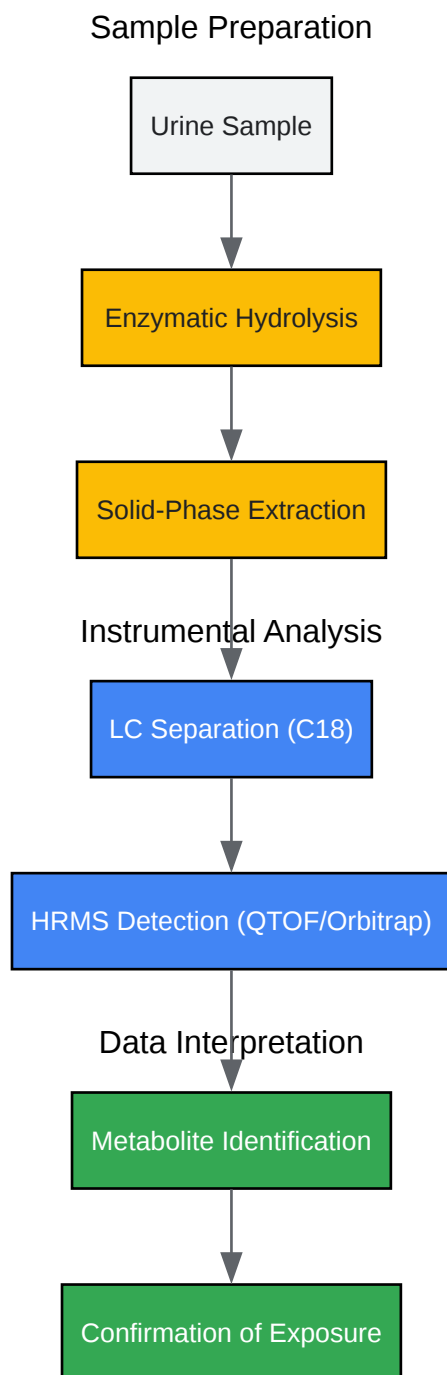 Sample Preparation
Urine Sample
Enzymatic Hydrolysis
Solid-Phase Extraction
Instrumental Analysis
LC Separation (C18)
HRMS Detection (QTOF/Orbitrap)
Data Interpretation
Metabolite Identification
Confirmation of Exposure